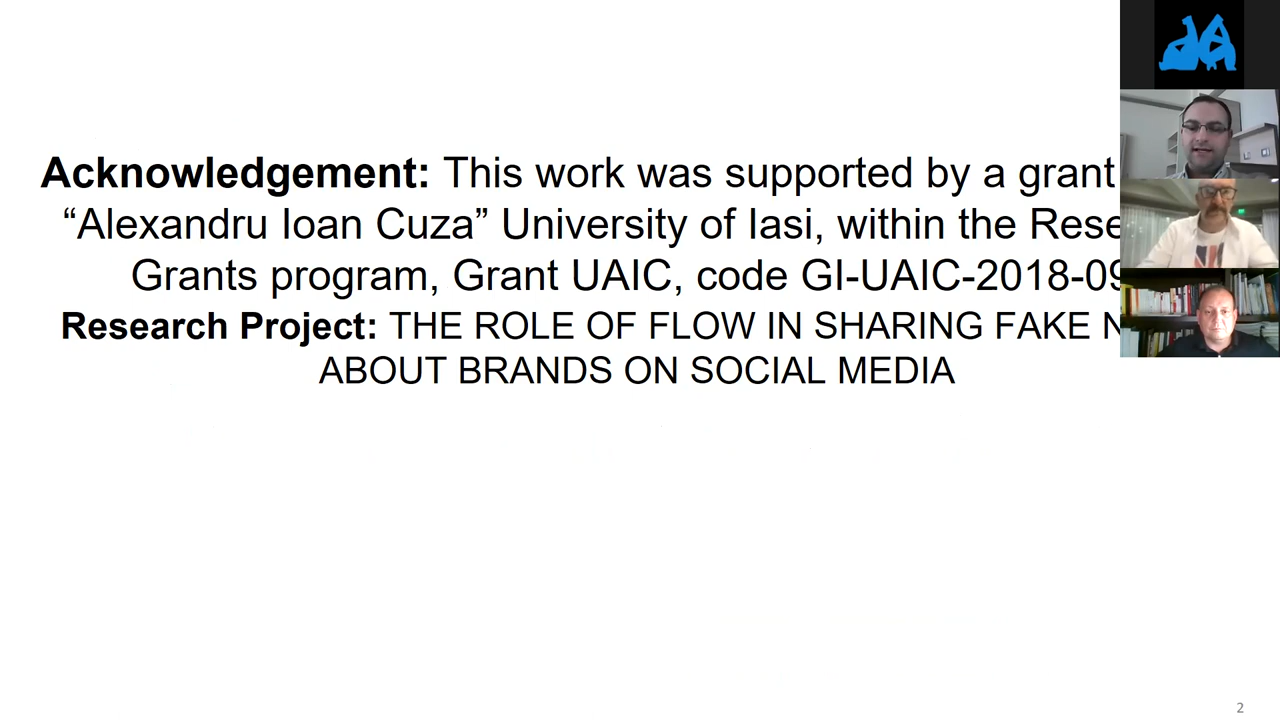 Acknowledgement: This work was supported by a grant
“Alexandru Ioan Cuza” University of Iasi, within the
Grants program, Grant UAIC, code GI-UAIC-2018-09
Research Project: THE ROLE OF FLOW IN SHARING FAKE
ABOUT BRANDS ON SOCIAL MEDIA
2